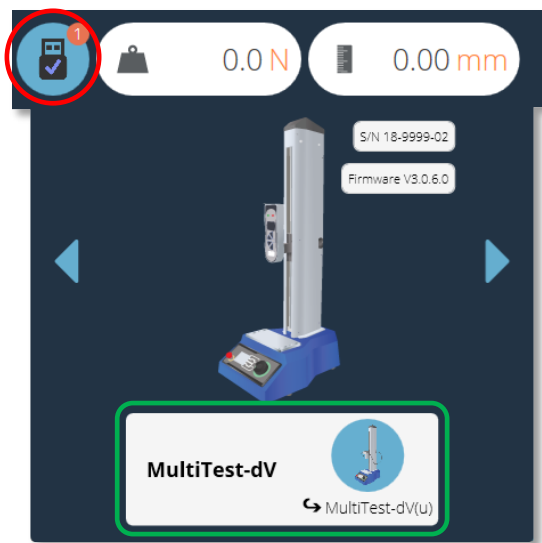 1
0.0 N
0.00 mm
S/N 18-9999-02
Firmware V3.0.6.0
MultiTest-dV
MultiTest-dV(u)